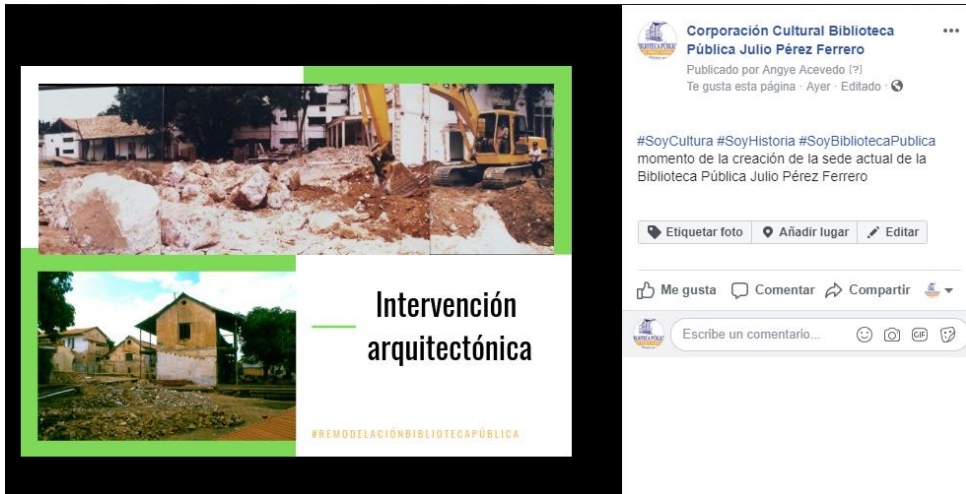 Intervención
arquitectónica
#REMODELACIÓNBIBLIOTECAPÚBLICA
Corporación Cultural Biblioteca
Pública Julio Pérez Ferrero
Publicado por Angye Acevedo [?]
Te gusta esta página · Ayer · Editado ·
#SoyCultura #SoyHistoria #SoyBibliotecaPublica
momento de la creación de la sede actual de la
Biblioteca Pública Julio Pérez Ferrero
Etiquetar foto Añadir lugar Editar
Me gusta Comentar Compartir
Escribe un comentario... GIF